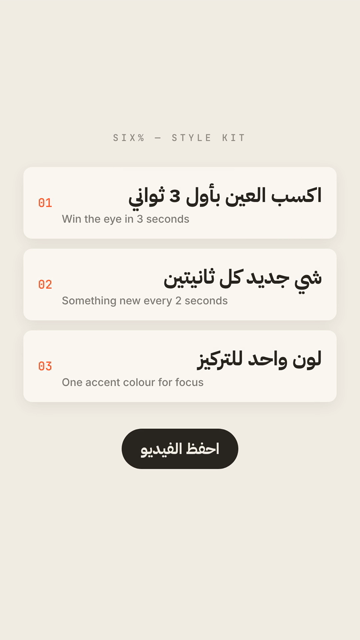 SIX% — STYLE KIT
01
اكسب العين بأول 3 ثواني
Win the eye in 3 seconds
02
شي جديد كل ثانيتين
Something new every 2 seconds
03
لون واحد للتركيز
One accent colour for focus
احفظ الفيديو